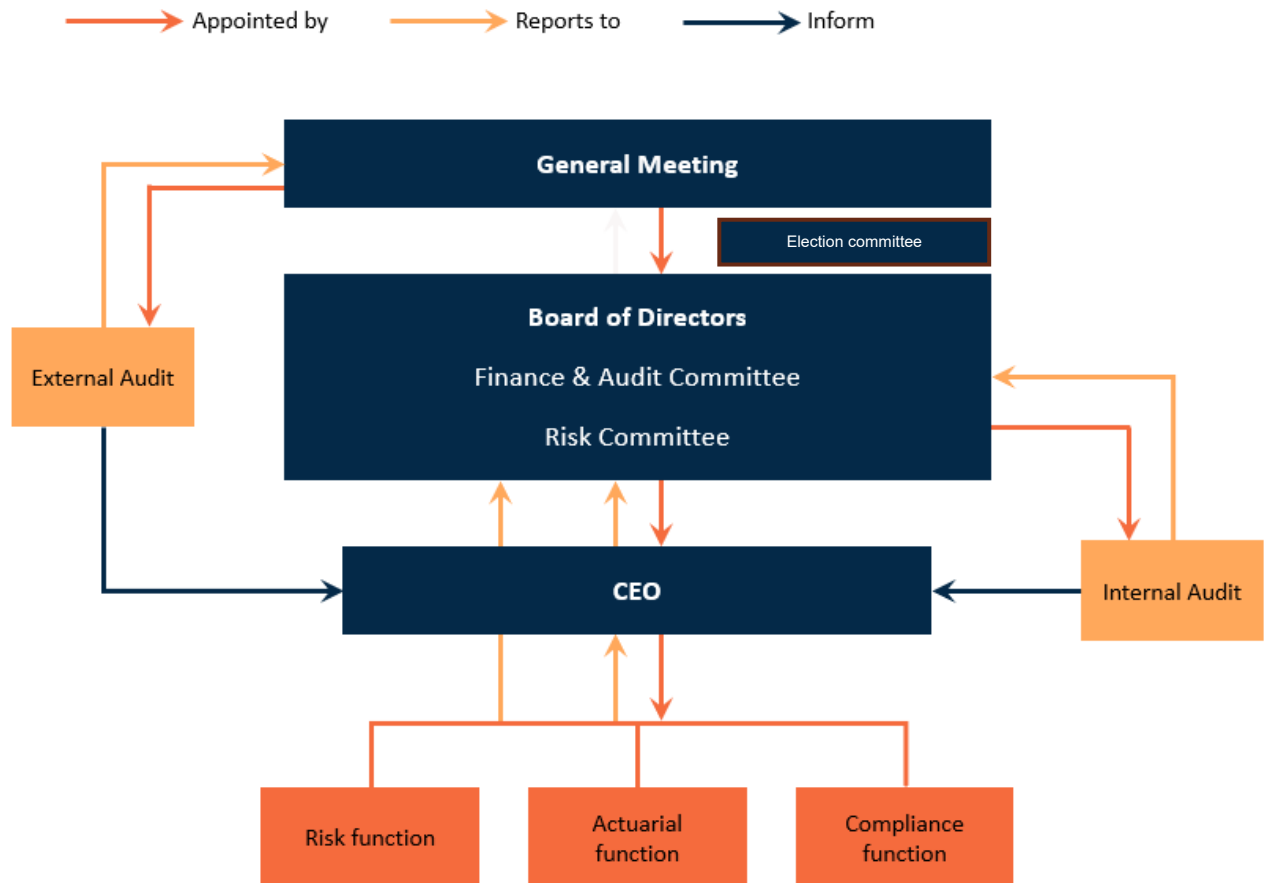 Appointed by
Reports to
Inform
General Meeting
Election committee
Board of Directors
Finance & Audit Committee
Risk Committee
External Audit
CEO
Internal Audit
Risk function
Actuarial
function
Compliance
function